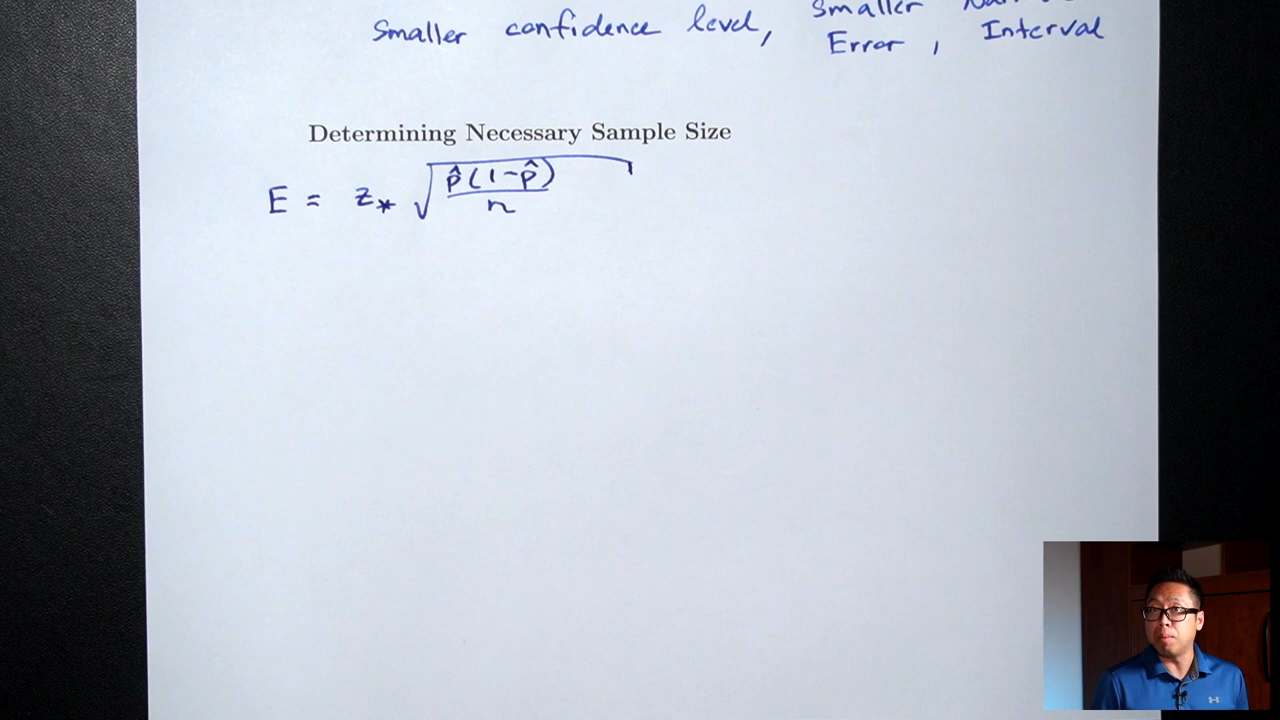 Smaller
Smaller confidence level, Error, Interval
Determining Necessary Sample Size
E = z* √(p̂(1-p̂)/n)